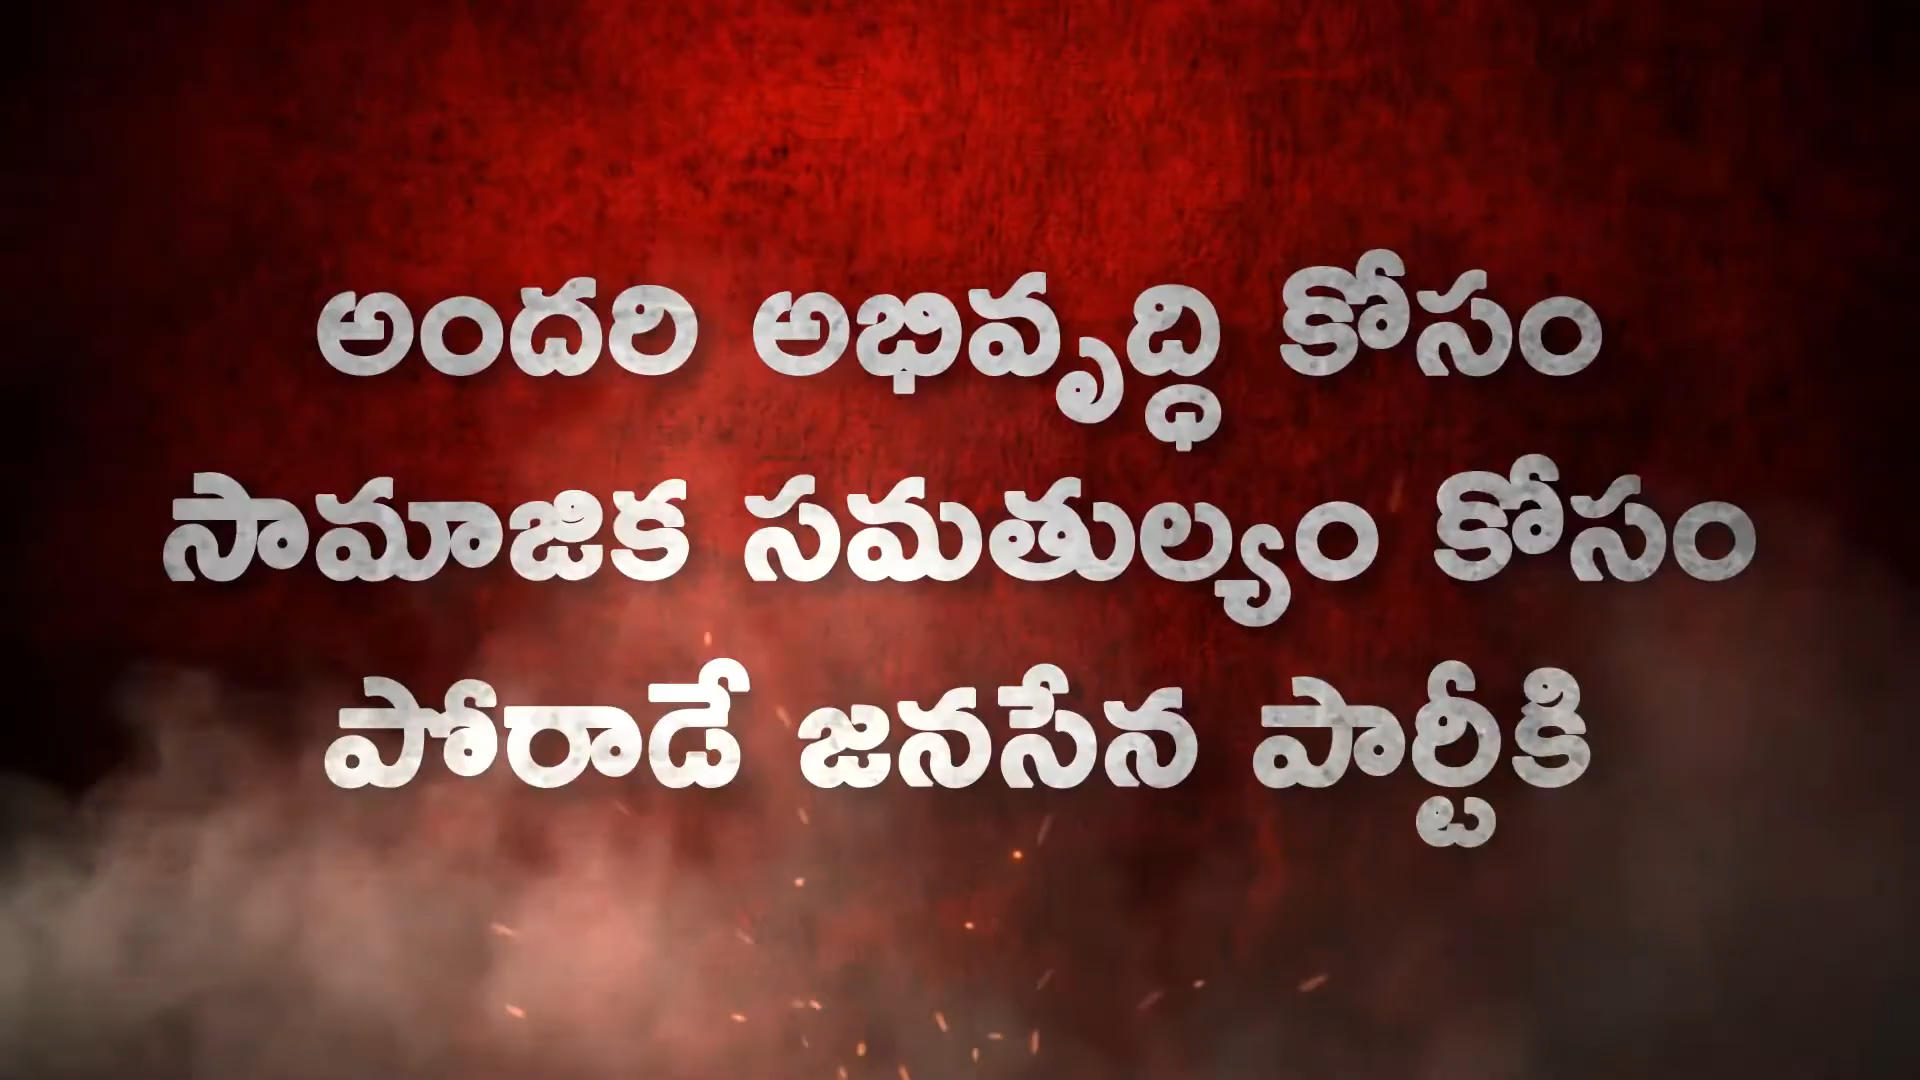 అందరి అభివృద్ధి కోసం
సామాజిక సమతుల్యం కోసం
పోరాడే జనసేన పార్టీకి